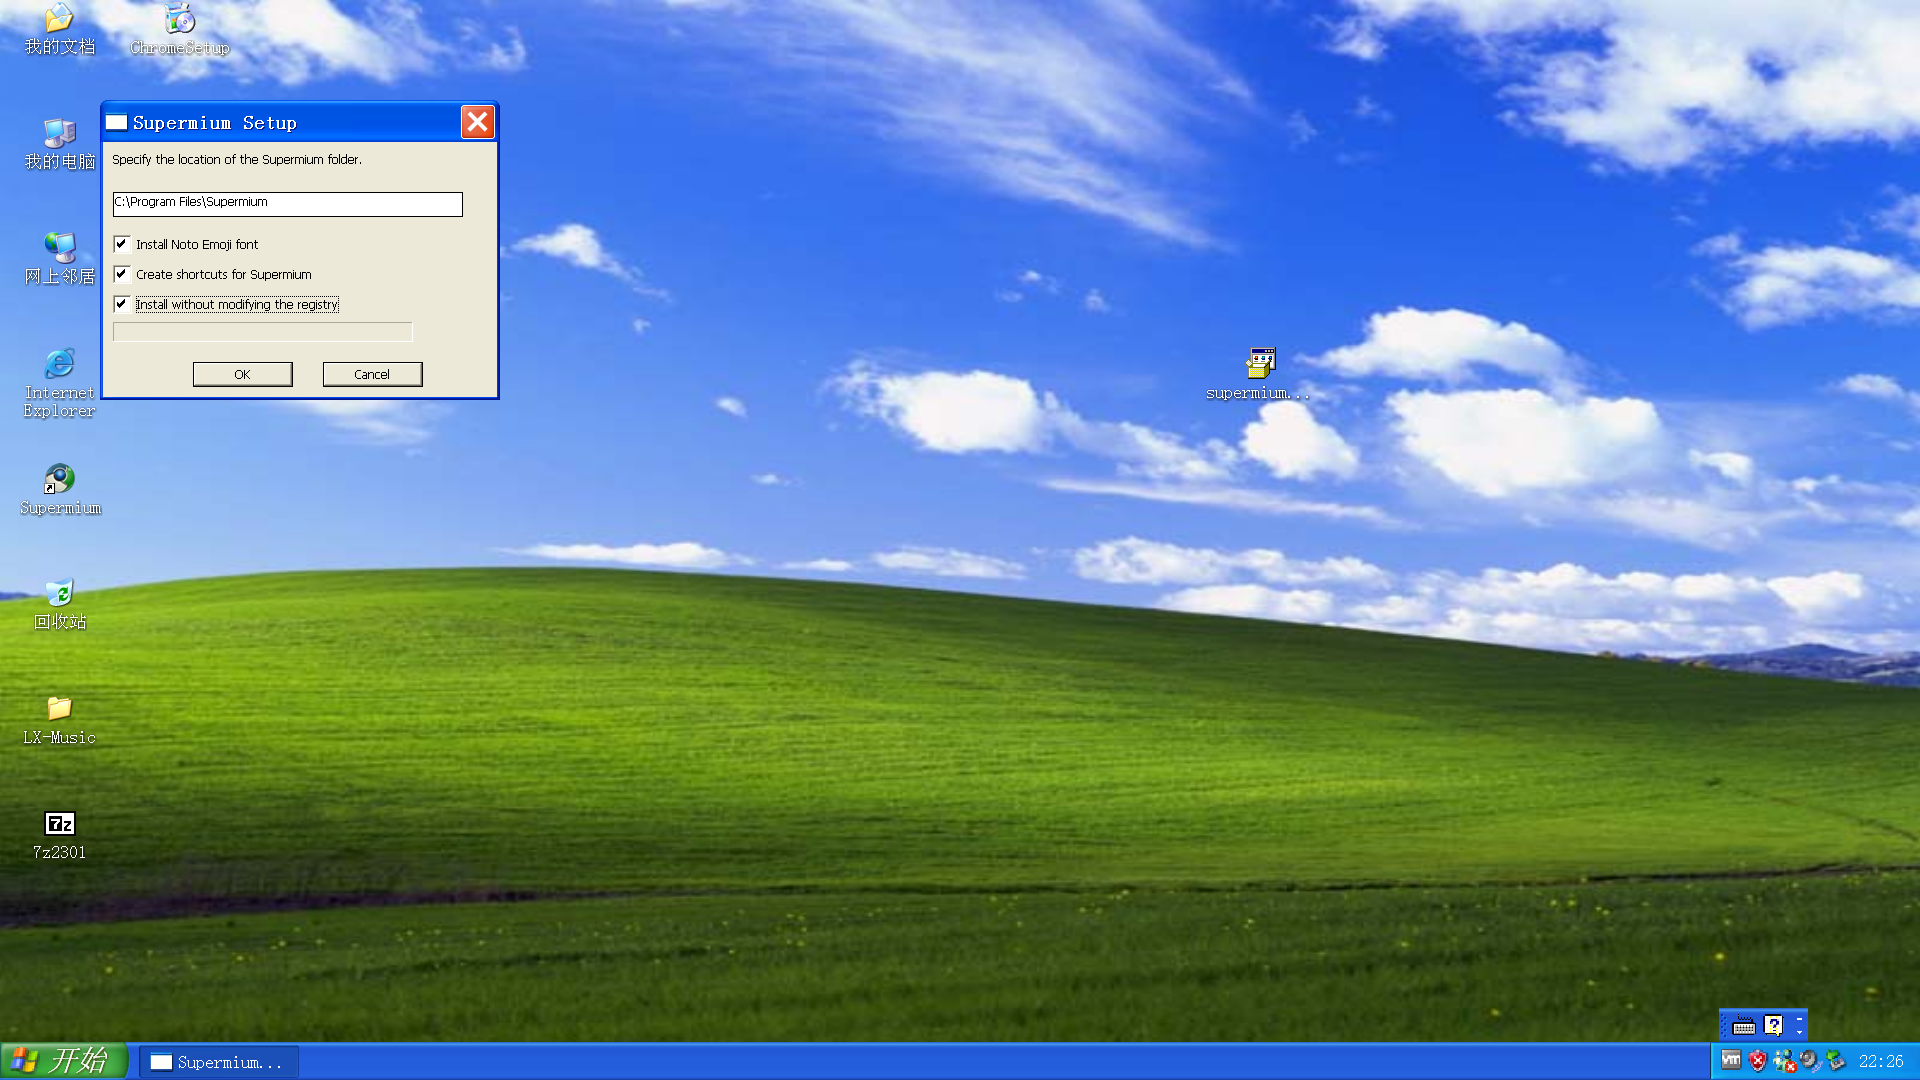 我的文档
ChromeSetup
我的电脑
网上邻居
Internet
Explorer
Supermium
回收站
LX-Music
7z
7z2301
Supermium Setup
Specify the location of the Supermium folder.
C:\Program Files\Supermium
Install Noto Emoji font
Create shortcuts for Supermium
Install without modifying the registry
OK
Cancel
supermium...
开始
Supermium...
vm
22:26